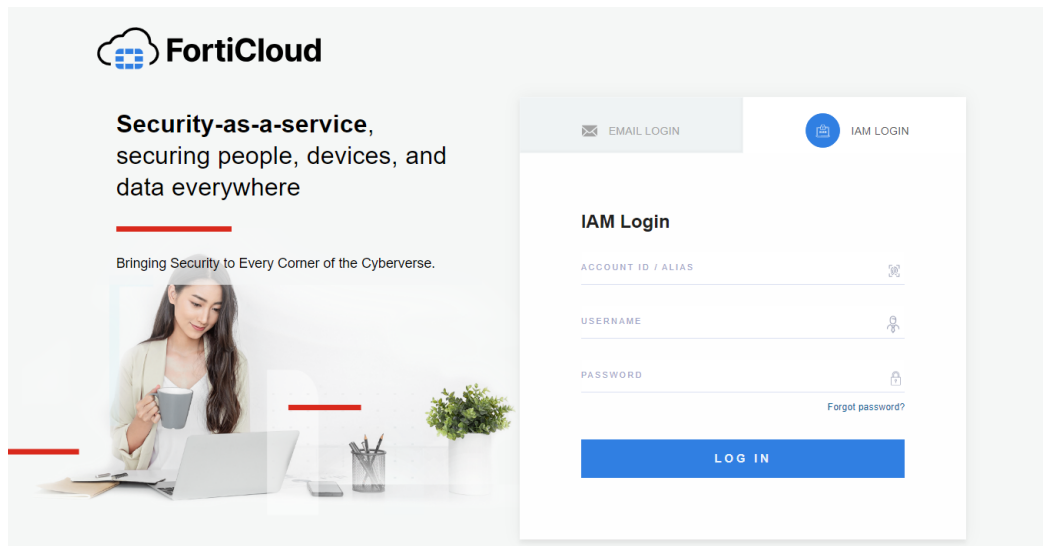 FortiCloud
Security-as-a-service,
securing people, devices, and
data everywhere
Bringing Security to Every Corner of the Cyberverse.
EMAIL LOGIN
IAM LOGIN
IAM Login
ACCOUNT ID / ALIAS
USERNAME
PASSWORD
Forgot password?
LOG IN